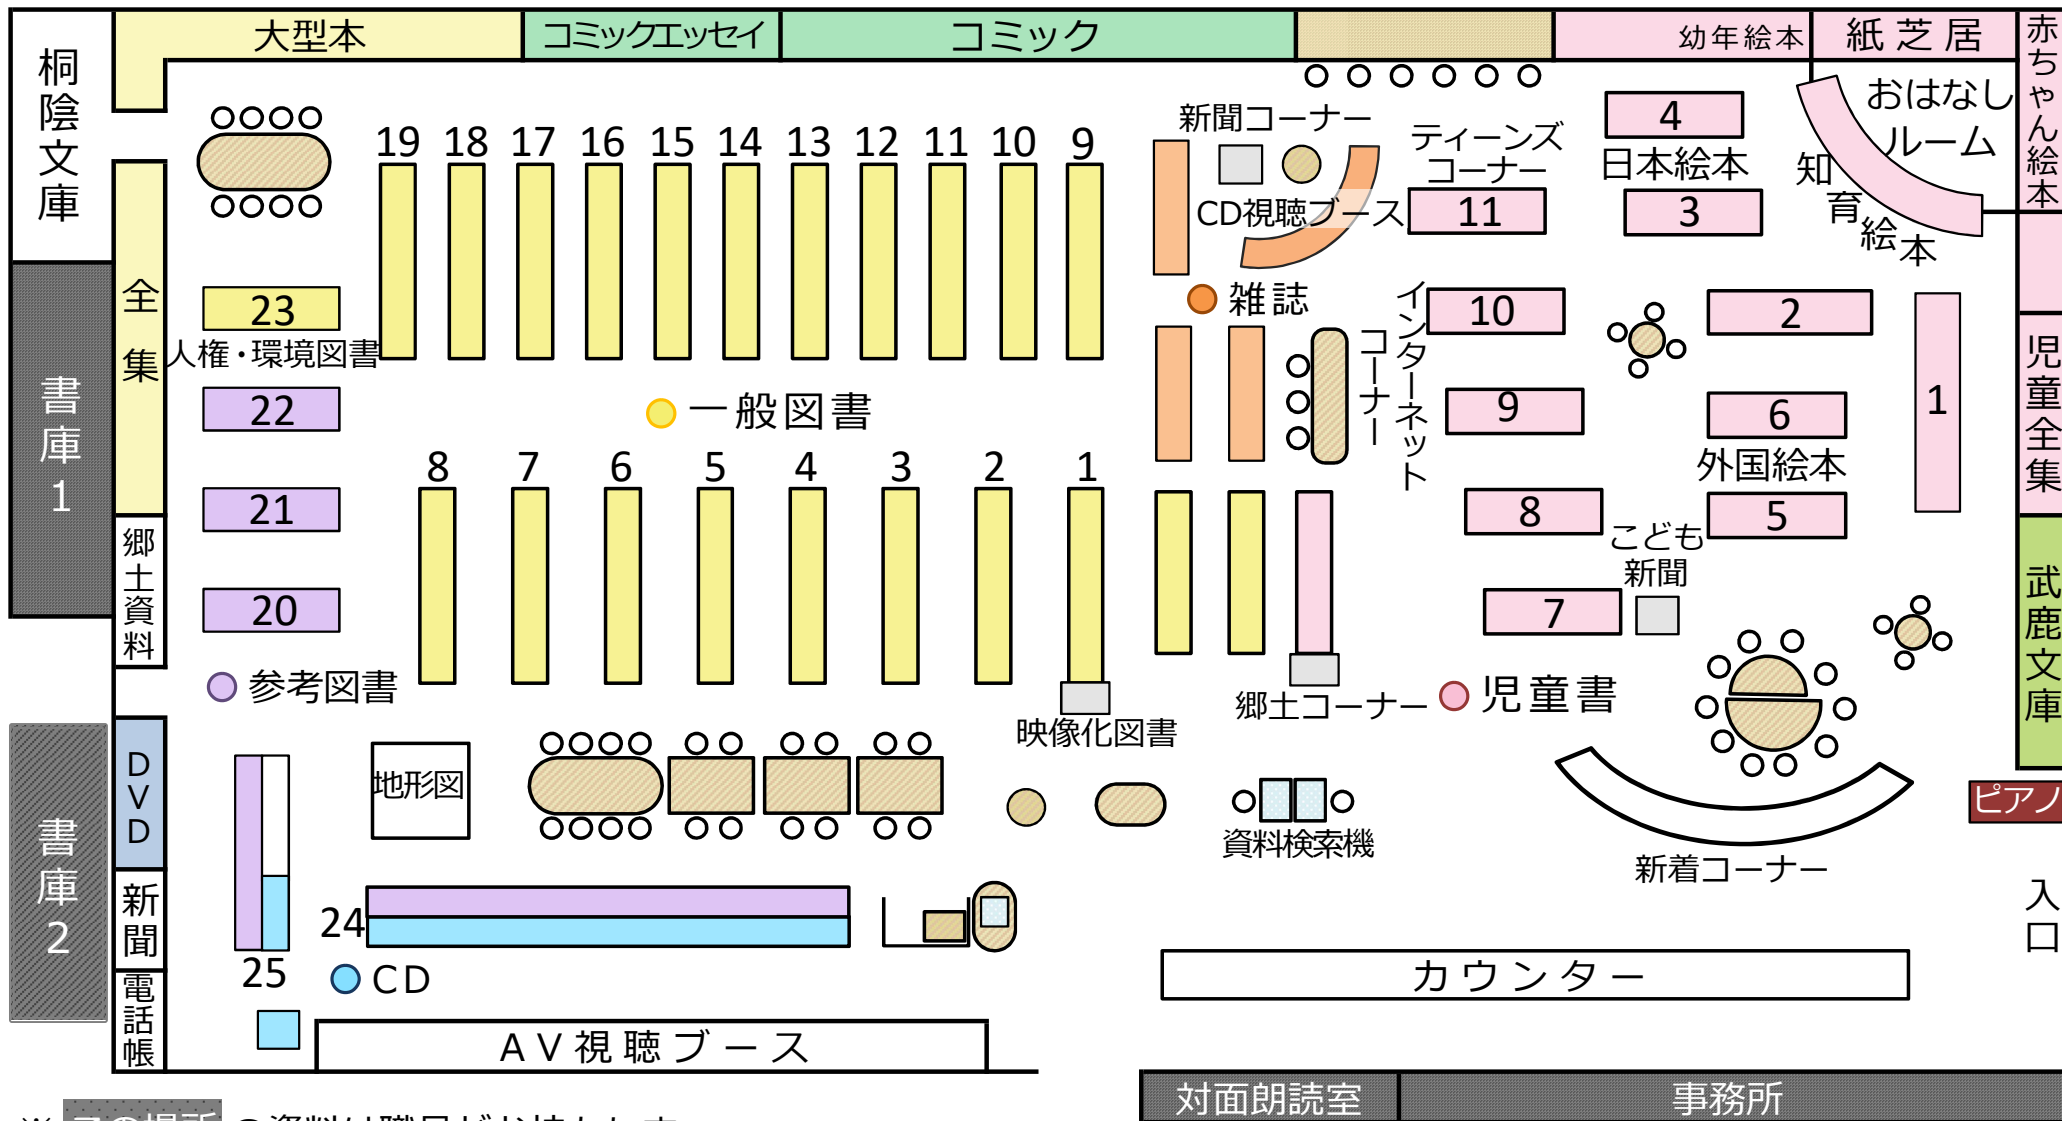 大型本
コミックエッセイ
コミック
幼年絵本
紙芝居
赤ちゃん絵本
桐陰文庫
おはなし
ルーム
新聞コーナー
ティーンズ
コーナー
4
日本絵本
3
知育絵本
19 18 17 16 15 14 13 12 11 10 9
CD視聴ブース
11
全集
23
人権・環境図書
雑誌
インターネット
コーナー
10
2
児童全集
書庫1
22
一般図書
9
6
1
外国絵本
21
8 7 6 5 4 3 2 1
8
5
郷土資料
こども
新聞
武鹿文庫
20
7
参考図書
郷土コーナー
児童書
映像化図書
DVD
地形図
ピアノ
書庫2
資料検索機
新着コーナー
新聞
24
入口
25
CD
カウンター
電話帳
AV視聴ブース
対面朗読室
事務所